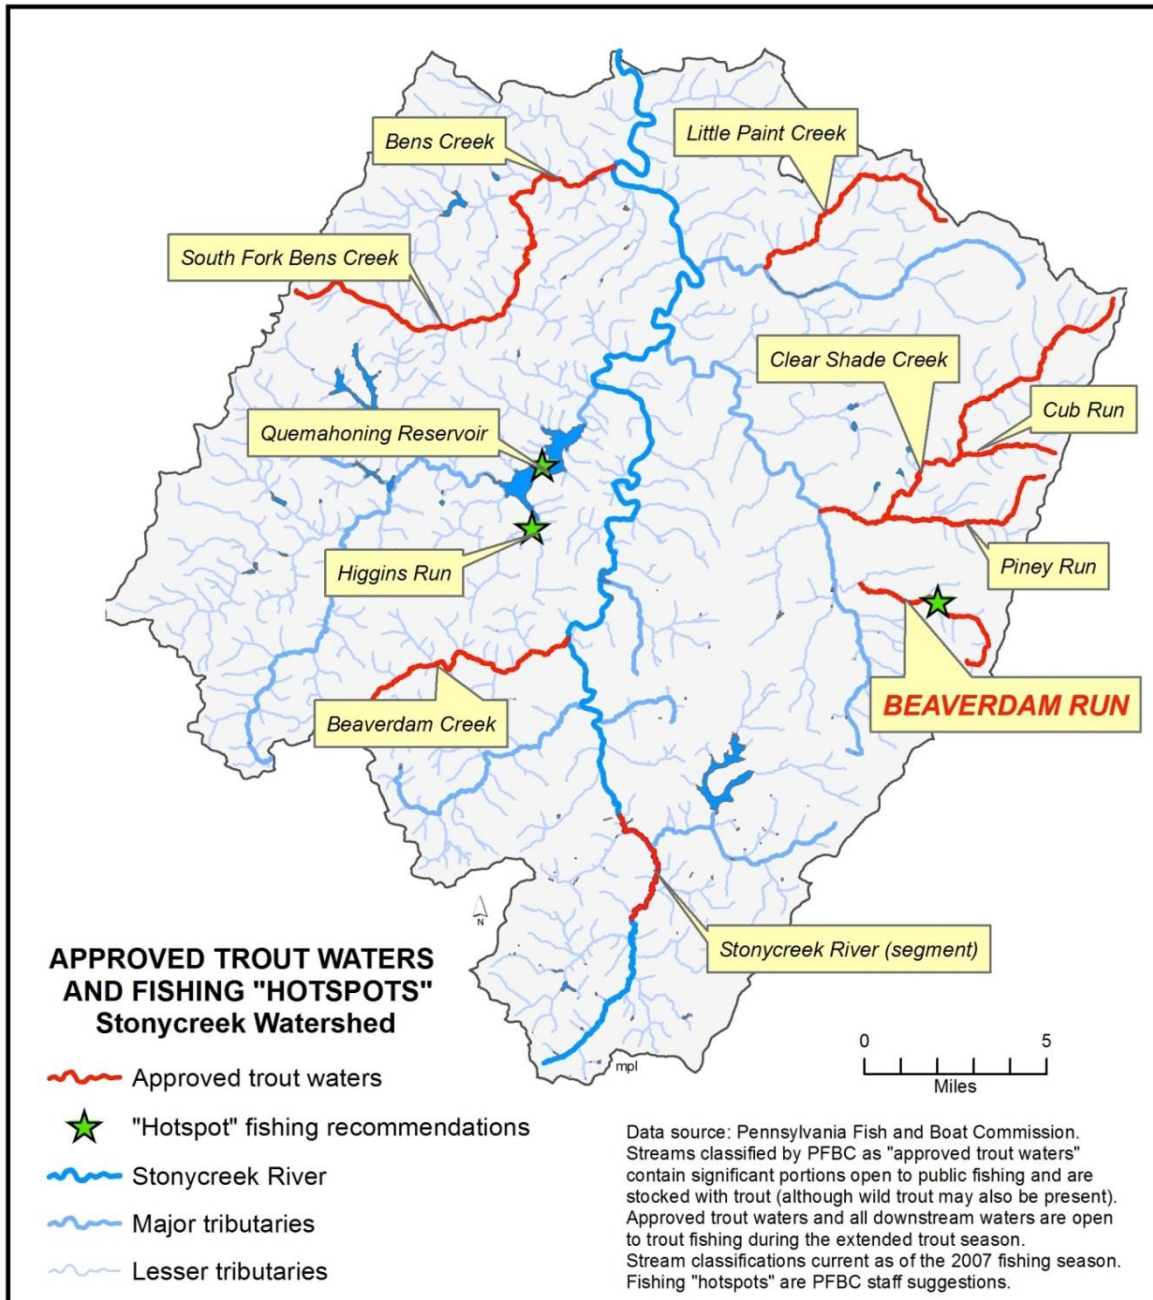 Bens Creek
Little Paint Creek
South Fork Bens Creek
Clear Shade Creek
Cub Run
Quemahoning Reservoir
Higgins Run
Piney Run
BEAVERDAM RUN
Beaverdam Creek
N
Stonycreek River (segment)
APPROVED TROUT WATERS
AND FISHING "HOTSPOTS"
Stonycreek Watershed
0 5
Miles
mpl
Approved trout waters
"Hotspot" fishing recommendations
Stonycreek River
Major tributaries
Lesser tributaries
Data source: Pennsylvania Fish and Boat Commission.
Streams classified by PFBC as "approved trout waters"
contain significant portions open to public fishing and are
stocked with trout (although wild trout may also be present).
Approved trout waters and all downstream waters are open
to trout fishing during the extended trout season.
Stream classifications current as of the 2007 fishing season.
Fishing "hotspots" are PFBC staff suggestions.